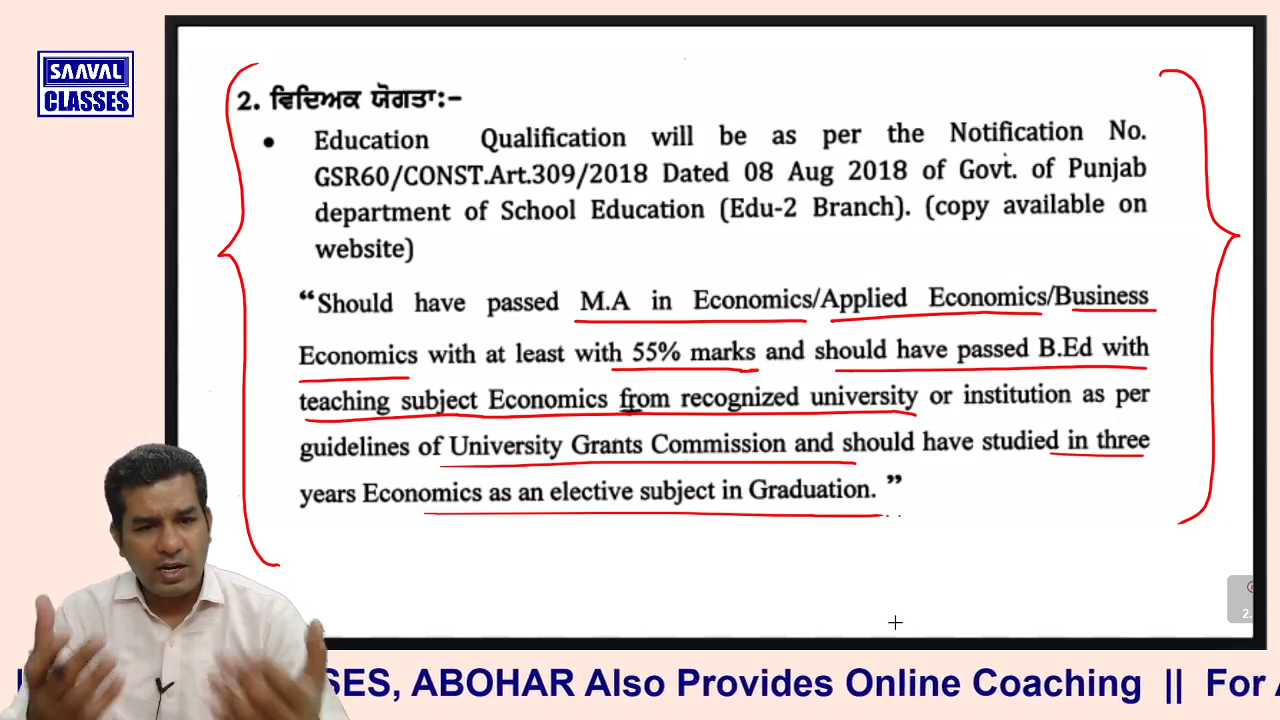 SAAVAL
CLASSES
2. ਵਿਦਿਅਕ ਯੋਗਤਾ:-
• Education Qualification will be as per the Notification No.
GSR60/CONST.Art.309/2018 Dated 08 Aug 2018 of Govt. of Punjab
department of School Education (Edu-2 Branch). (copy available on
website)
“Should have passed M.A in Economics/Applied Economics/Business
Economics with at least with 55% marks and should have passed B.Ed with
teaching subject Economics from recognized university or institution as per
guidelines of University Grants Commission and should have studied in three
years Economics as an elective subject in Graduation. ”
2.
SES, ABOHAR Also Provides Online Coaching || For